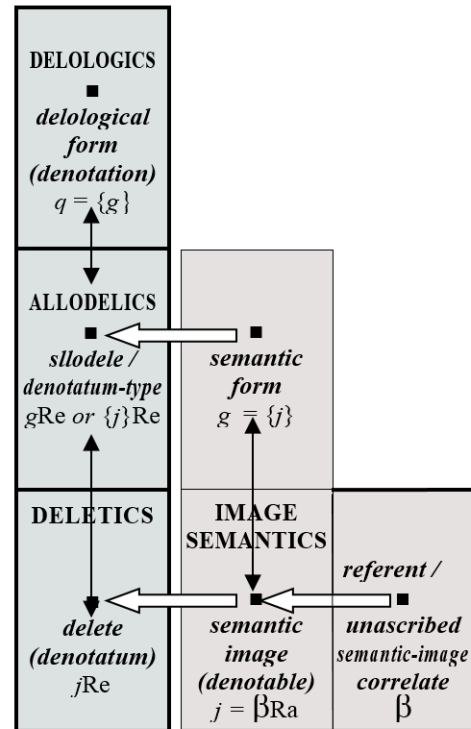 DELOLOGICS
delological
form
(denotation)
q = {g}
ALLODELICS
sllodele /
denotatum-type
gRe or {j}Re
semantic
form
g = {j}
DELETICS
delete
(denotatum)
jRe
IMAGE
SEMANTICS
semantic
image
(denotable)
j = βRa
referent /
unascribed
semantic-image
correlate
β